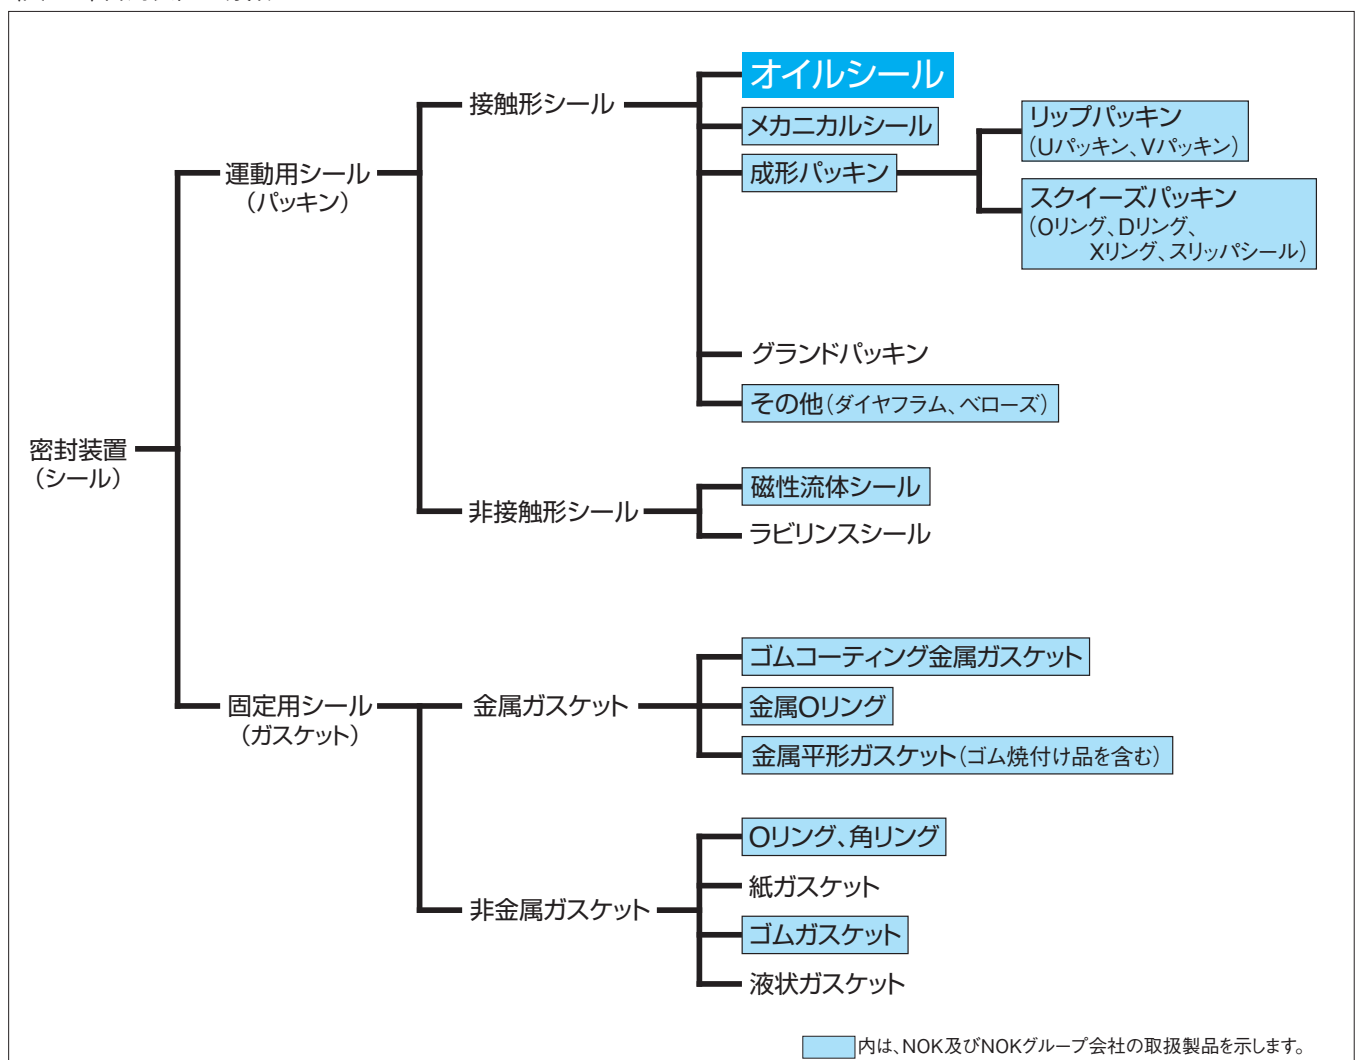 オイルシール
接触形シール
メカニカルシール
リップパッキン
（Uパッキン、Vパッキン）
運動用シール
（パッキン）
成形パッキン
スクイーズパッキン
（Oリング、Dリング、
Xリング、スリッパシール）
グランドパッキン
その他（ダイヤフラム、ベローズ）
密封装置
（シール）
非接触形シール
磁性流体シール
ラビリンスシール
ゴムコーティング金属ガスケット
固定用シール
（ガスケット）
金属ガスケット
金属Oリング
金属平形ガスケット（ゴム焼付け品を含む）
Oリング、角リング
紙ガスケット
非金属ガスケット
ゴムガスケット
液状ガスケット
内は、NOK及びNOKグループ会社の取扱製品を示します。